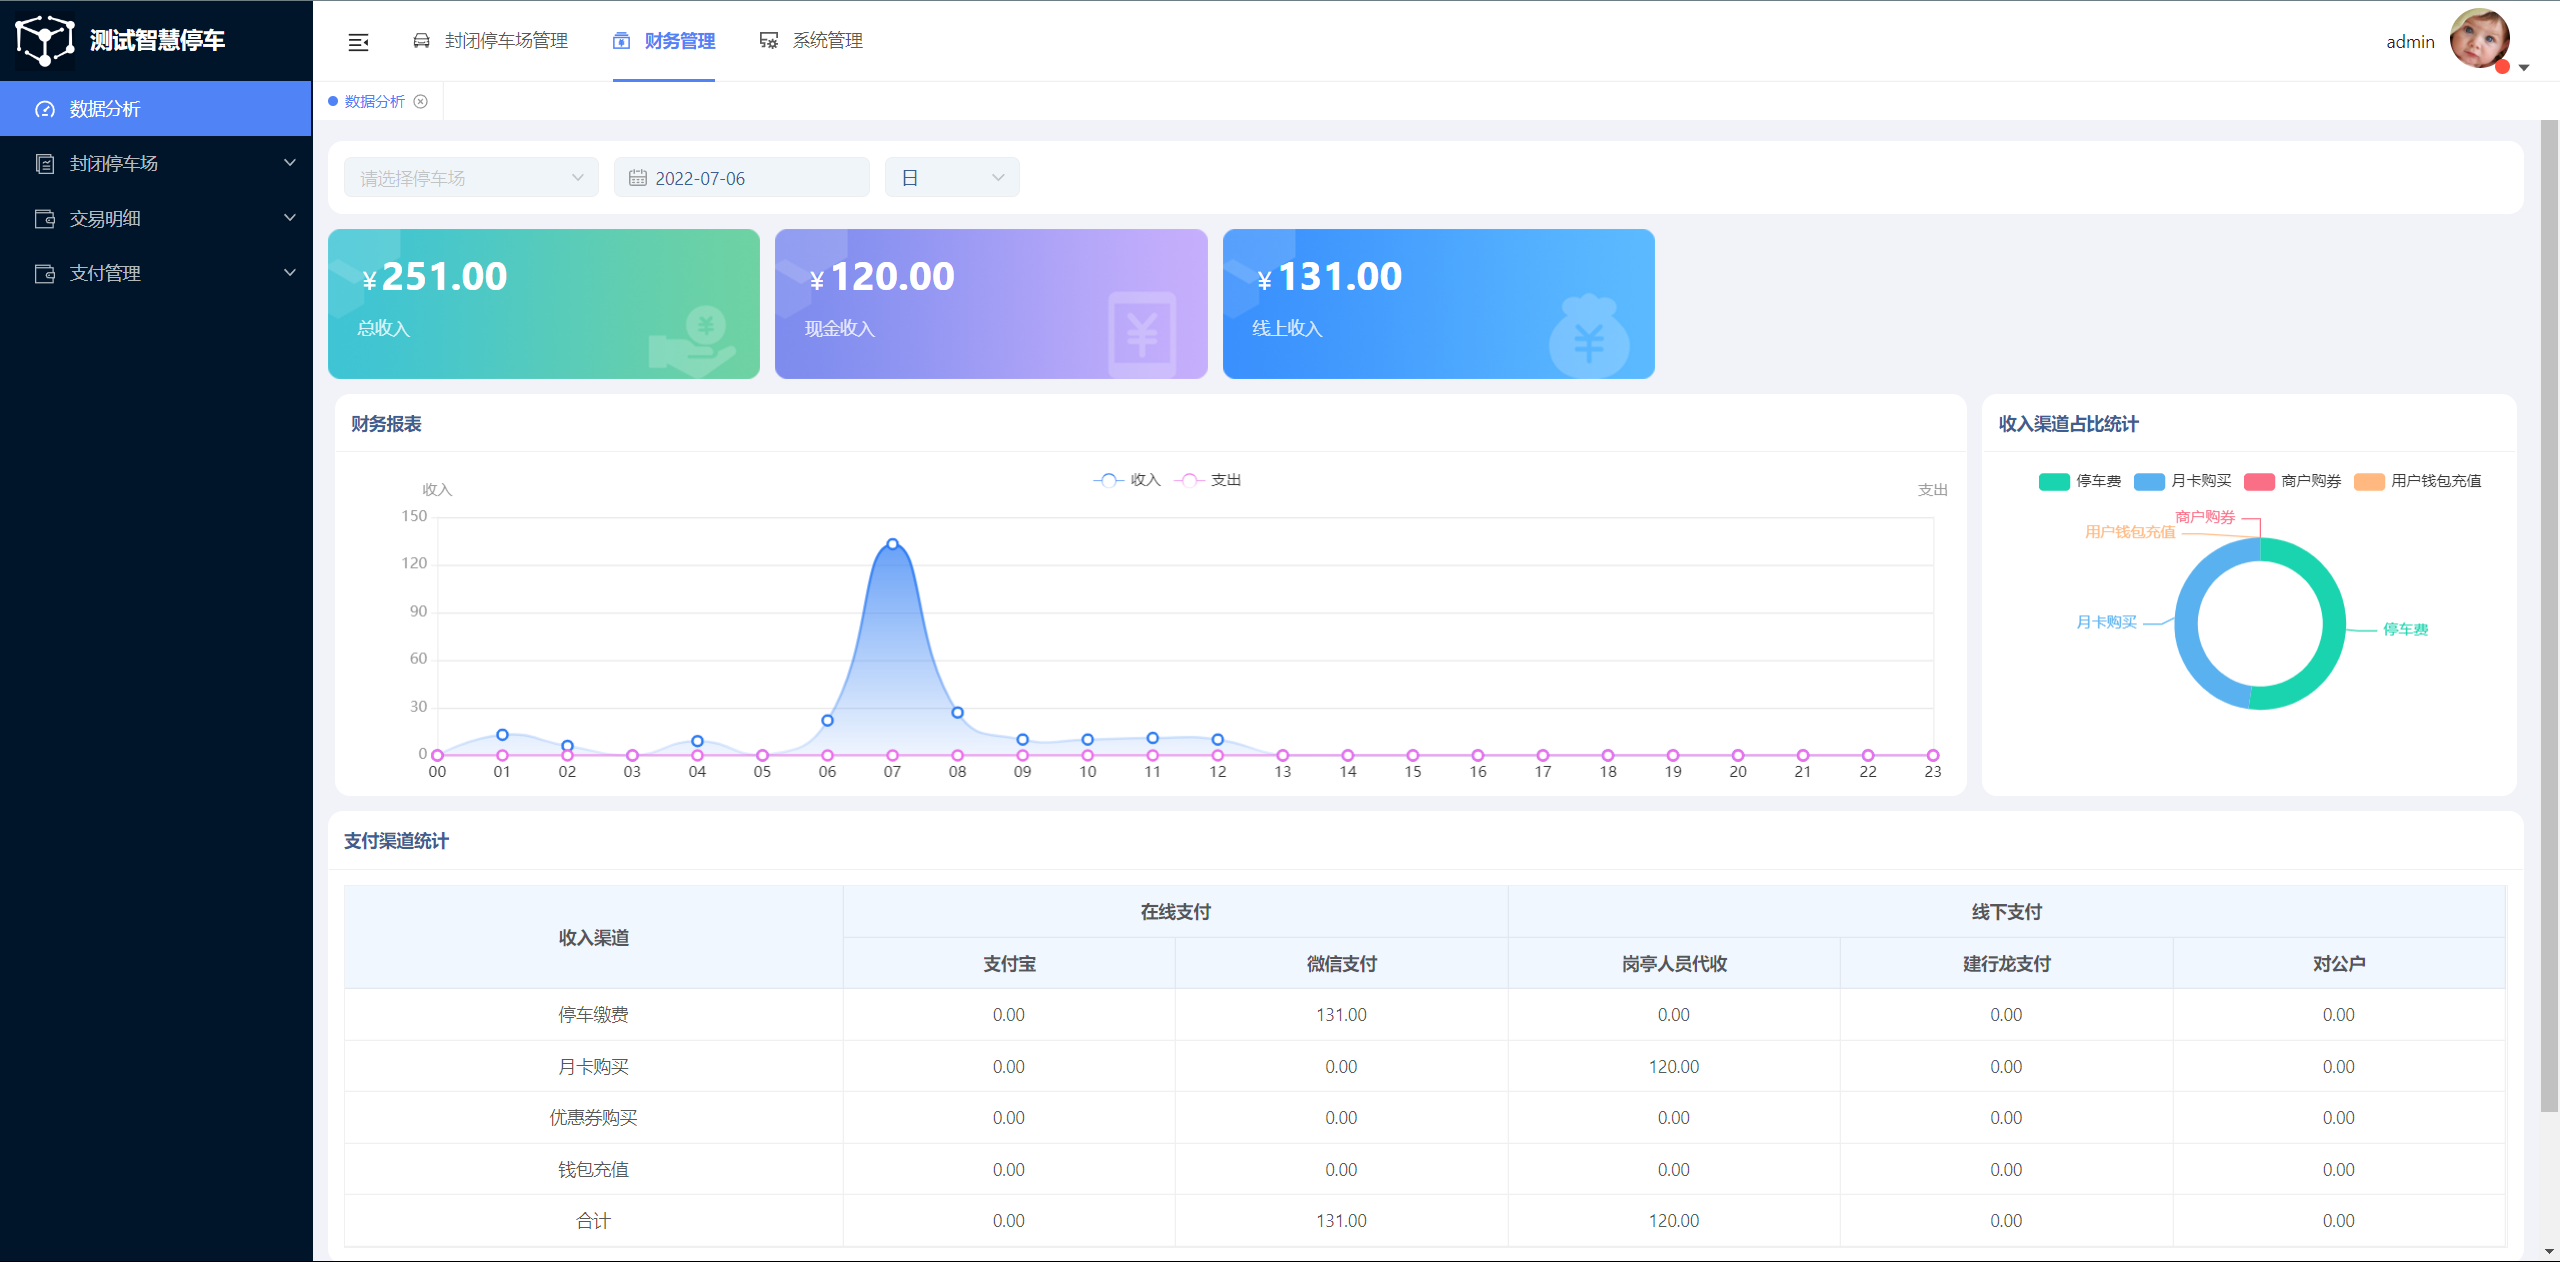 测试智慧停车
封闭停车场管理
财务管理
系统管理
admin
数据分析
封闭停车场
交易明细
支付管理
数据分析
请选择停车场
2022-07-06
日
¥251.00
总收入
¥120.00
现金收入
¥131.00
线上收入
财务报表
收入 支出
收入
支出
150
120
90
60
30
0
00 01 02 03 04 05 06 07 08 09 10 11 12 13 14 15 16 17 18 19 20 21 22 23
收入渠道占比统计
停车费 月卡购买 商户购券 用户钱包充值
商户购券
用户钱包充值
月卡购买
停车费
支付渠道统计
收入渠道 在线支付 线下支付
支付宝 微信支付 岗亭人员代收 建行龙支付 对公户
停车缴费 0.00 131.00 0.00 0.00 0.00
月卡购买 0.00 0.00 120.00 0.00 0.00
优惠券购买 0.00 0.00 0.00 0.00 0.00
钱包充值 0.00 0.00 0.00 0.00 0.00
合计 0.00 131.00 120.00 0.00 0.00